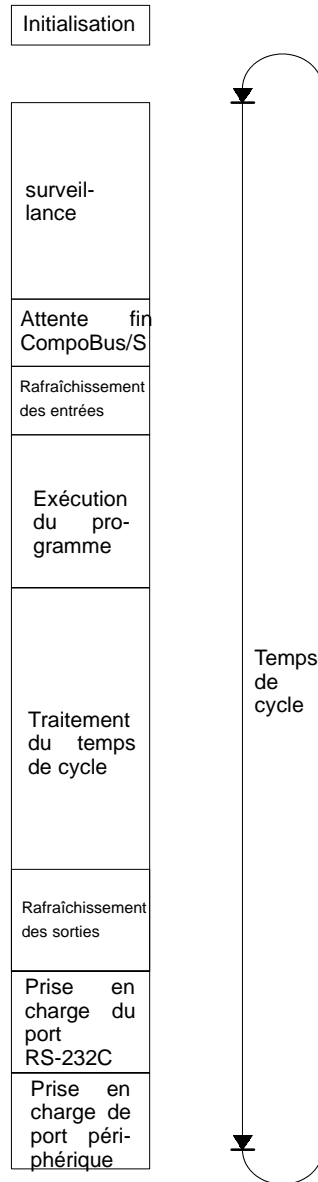 Initialisation
surveil-
lance
Attente fin
CompoBus/S
Rafraîchissement
des entrées
Exécution
du pro-
gramme
Traitement
du temps
de cycle
Rafraîchissement
des sorties
Prise en
charge du
port
RS-232C
Prise en
charge de
port péri-
phérique
Temps
de
cycle